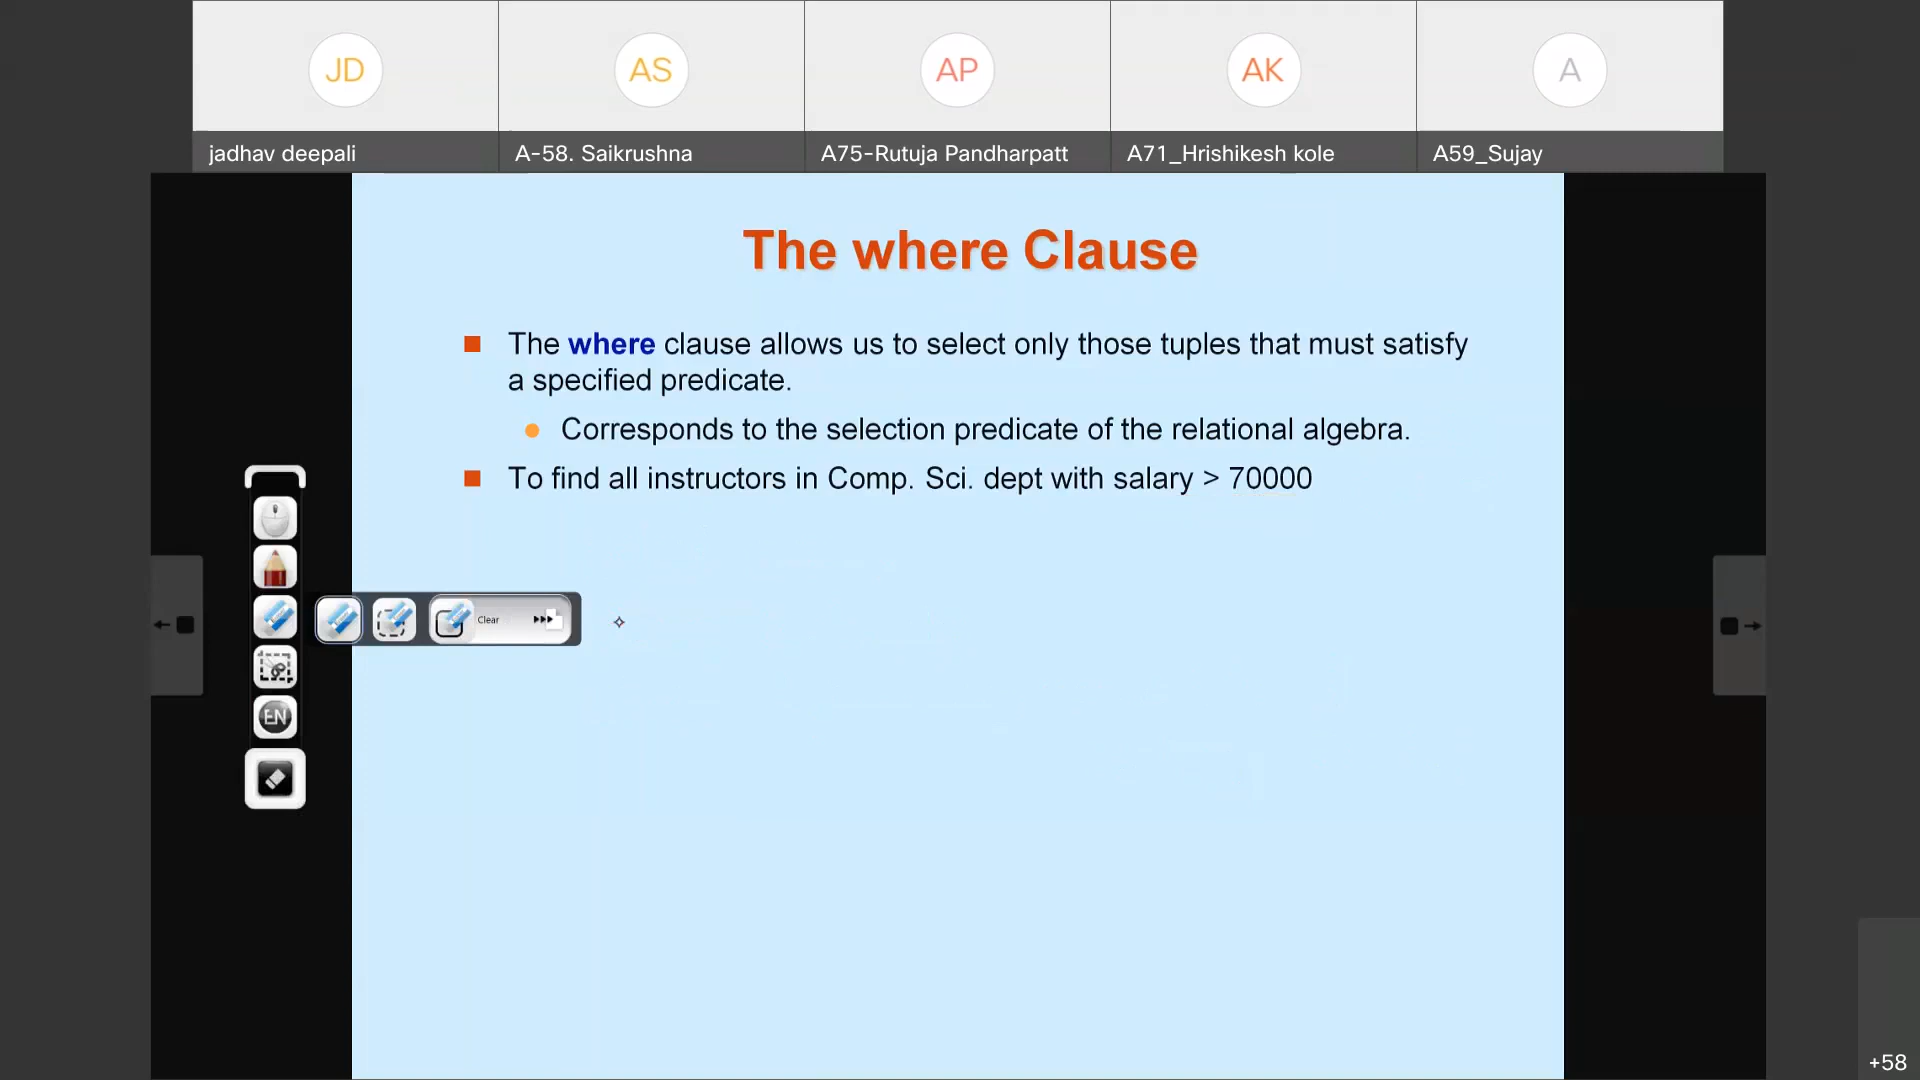 JD
AS
AP
AK
A
jadhav deepali
A-58. Saikrushna
A75-Rutuja Pandharpatt
A71_Hrishikesh kole
A59_Sujay
The where Clause
The where clause allows us to select only those tuples that must satisfy
a specified predicate.
Corresponds to the selection predicate of the relational algebra.
To find all instructors in Comp. Sci. dept with salary > 70000
Clear
EN
+58